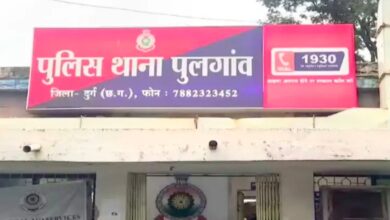 पुलिस थाना पुलगांव
जिला- दुर्ग (छ.ग.), फोन : 7882323452
1930